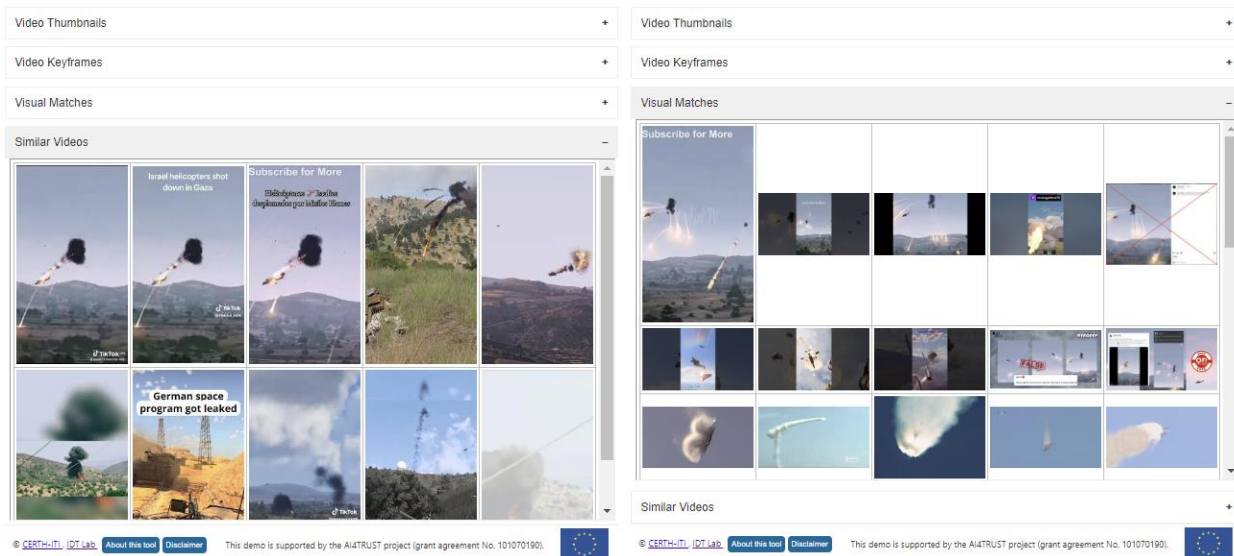 Video Thumbnails +
Video Keyframes +
Visual Matches +
Similar Videos −
Israel helicopters shot
down in Gaza
TikTok
TikTok
Subscribe for More
German space
program got leaked
TikTok
© CERTH-ITI , IDT Lab About this tool Disclaimer This demo is supported by the AI4TRUST project (grant agreement No. 101070190).
Video Thumbnails +
Video Keyframes +
Visual Matches −
Subscribe for More
FALSE
Similar Videos +
© CERTH-ITI , IDT Lab About this tool Disclaimer This demo is supported by the AI4TRUST project (grant agreement No. 101070190).